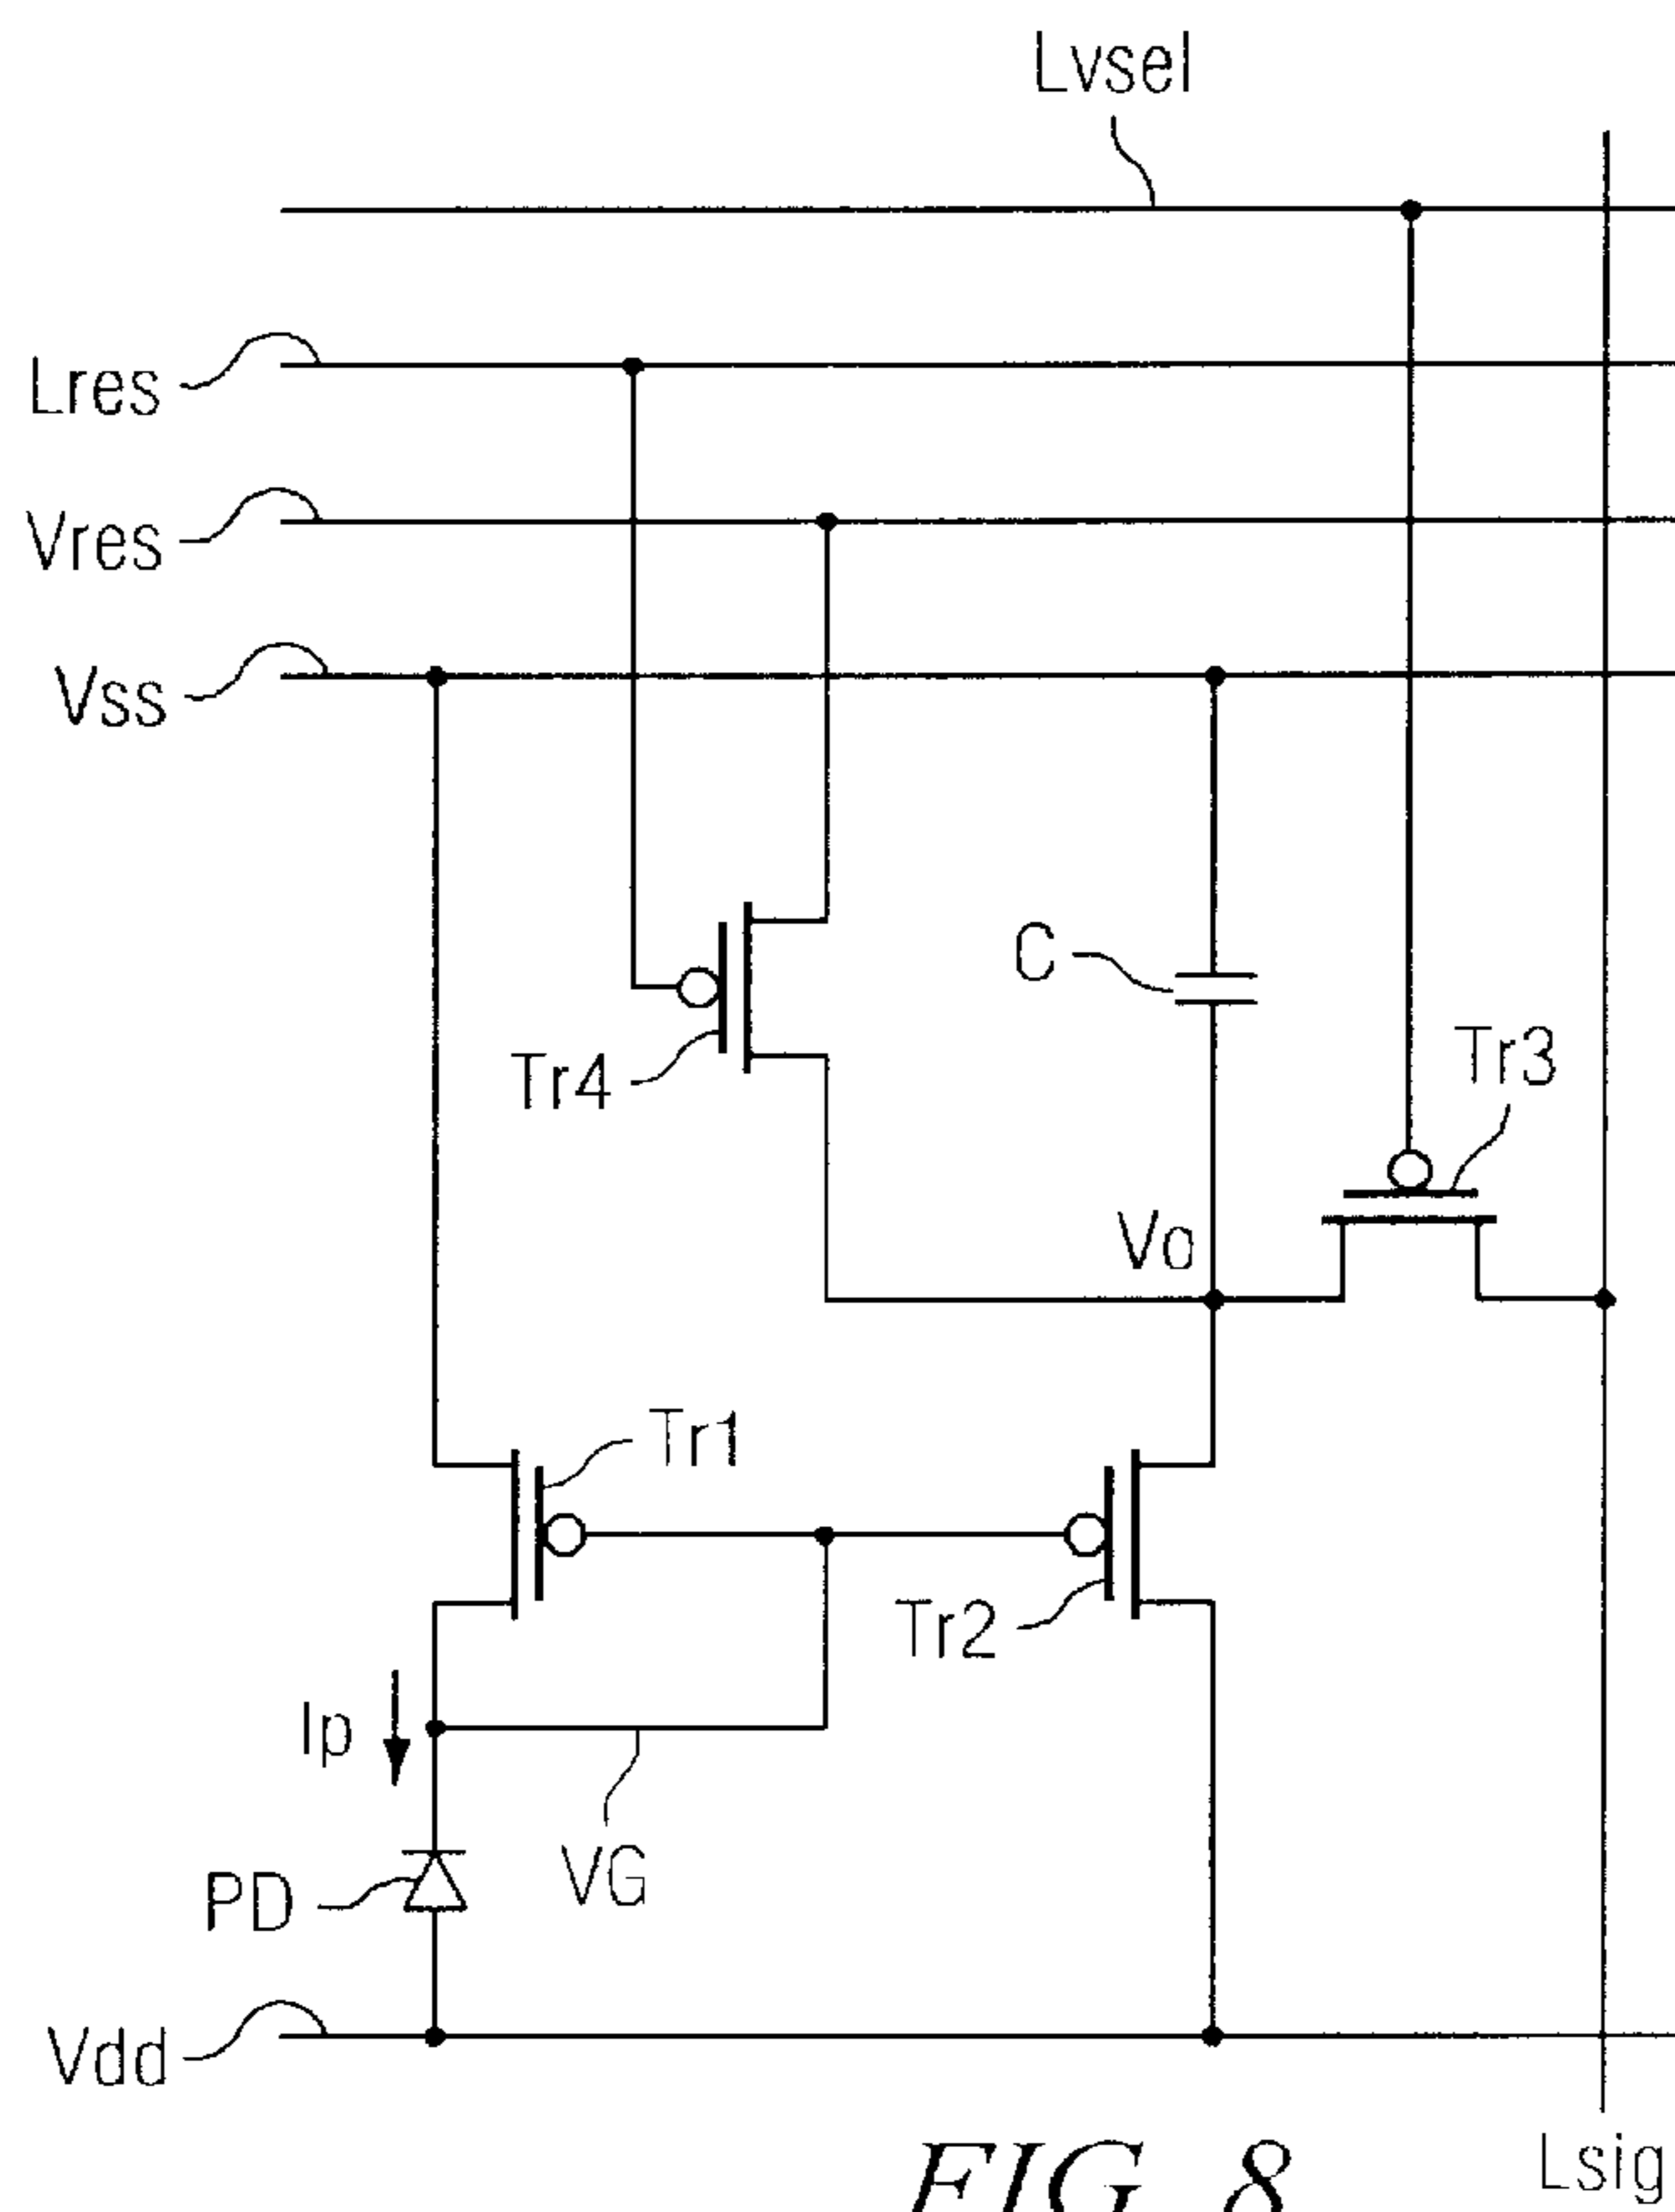 Lvsel
Lres
Vres
Vss
C
Tr4
Tr3
Vo
Tr1
Tr2
Ip
VG
PD
Vdd
Lsig
FIG. 8